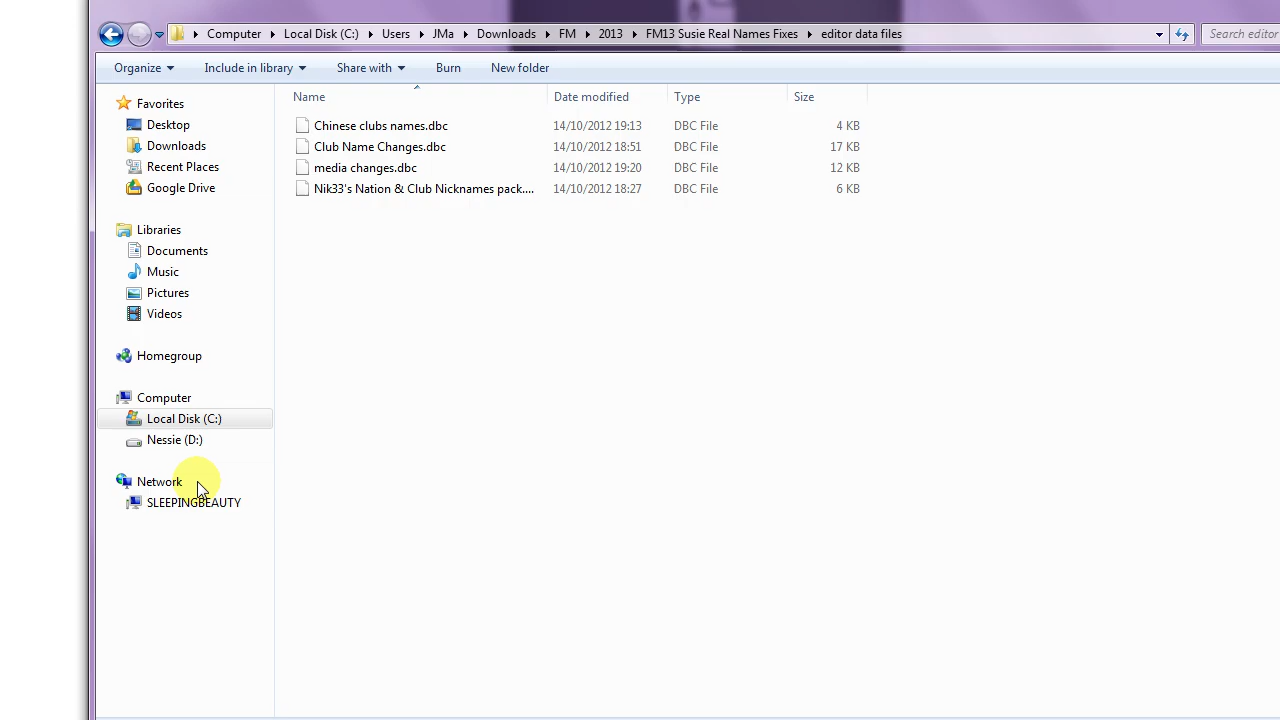 Computer Local Disk (C:) Users JMa Downloads FM 2013 FM13 Susie Real Names Fixes editor data files Search editor
Organize Include in library Share with Burn New folder
Name Date modified Type Size
Favorites
Desktop
Downloads
Recent Places
Google Drive
Libraries
Documents
Music
Pictures
Videos
Homegroup
Computer
Local Disk (C:)
Nessie (D:)
Network
SLEEPINGBEAUTY
Chinese clubs names.dbc 14/10/2012 19:13 DBC File 4 KB
Club Name Changes.dbc 14/10/2012 18:51 DBC File 17 KB
media changes.dbc 14/10/2012 19:20 DBC File 12 KB
Nik33's Nation & Club Nicknames pack.... 14/10/2012 18:27 DBC File 6 KB